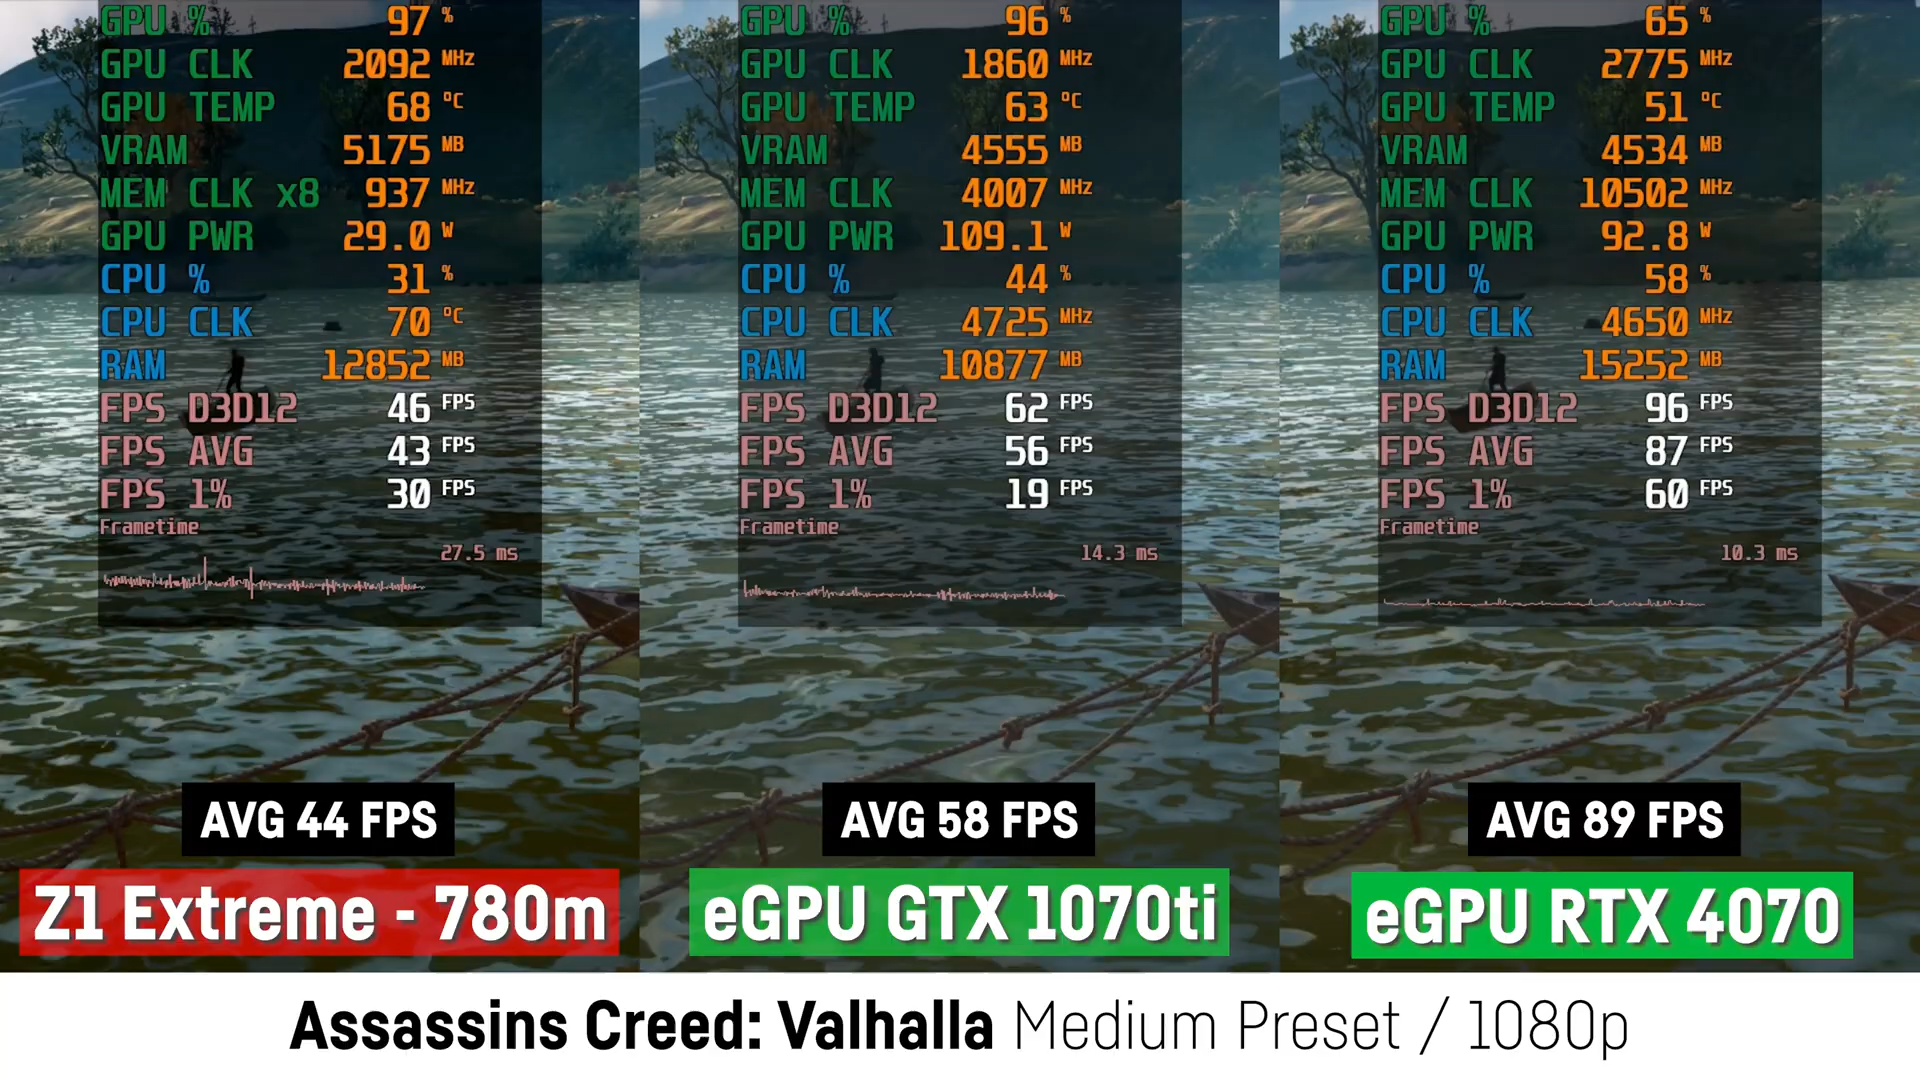 GPU % 97 %
GPU CLK 2092 MHz
GPU TEMP 68 °C
VRAM 5175 MB
MEM CLK x8 937 MHz
GPU PWR 29.0 W
CPU % 31 %
CPU CLK 70 °C
RAM 12852 MB
FPS D3D12 46 FPS
FPS AVG 43 FPS
FPS 1% 30 FPS
Frametime
27.5 ms
AVG 44 FPS
Z1 Extreme - 780m
GPU % 96 %
GPU CLK 1860 MHz
GPU TEMP 63 °C
VRAM 4555 MB
MEM CLK 4007 MHz
GPU PWR 109.1 W
CPU % 44 %
CPU CLK 4725 MHz
RAM 10877 MB
FPS D3D12 62 FPS
FPS AVG 56 FPS
FPS 1% 19 FPS
Frametime
14.3 ms
AVG 58 FPS
eGPU GTX 1070ti
GPU % 65 %
GPU CLK 2775 MHz
GPU TEMP 51 °C
VRAM 4534 MB
MEM CLK 10502 MHz
GPU PWR 92.8 W
CPU % 58 %
CPU CLK 4650 MHz
RAM 15252 MB
FPS D3D12 96 FPS
FPS AVG 87 FPS
FPS 1% 60 FPS
Frametime
10.3 ms
AVG 89 FPS
eGPU RTX 4070
Assassins Creed: Valhalla Medium Preset / 1080p